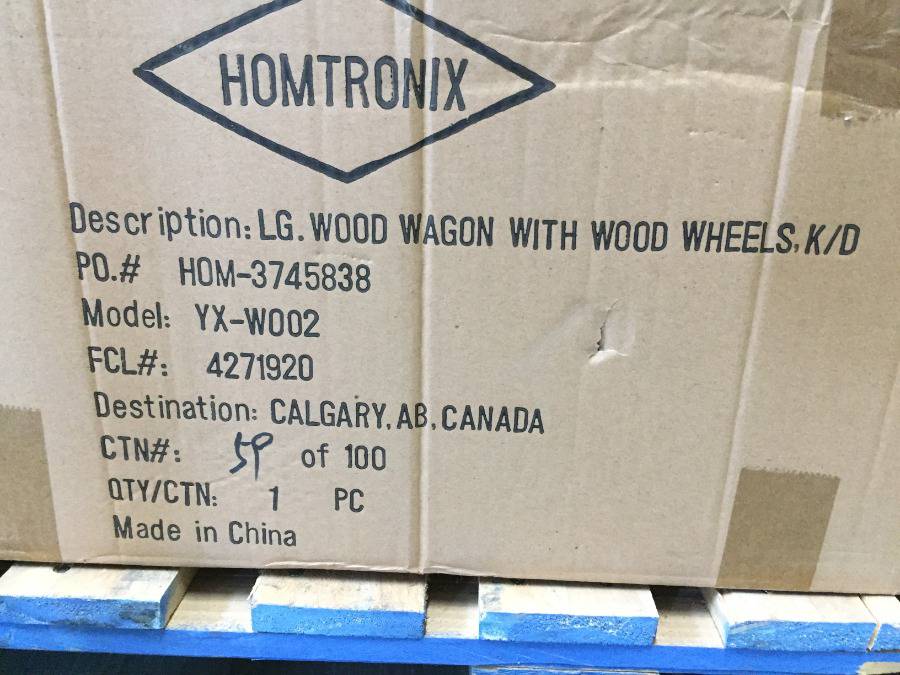 HOMTRONIX
Description: LG. WOOD WAGON WITH WOOD WHEELS, K/D
PO.# HOM-3745838
Model: YX-W002
FCL#: 4271920
Destination: CALGARY, AB, CANADA
CTN#: 59 of 100
QTY/CTN: 1 PC
Made in China